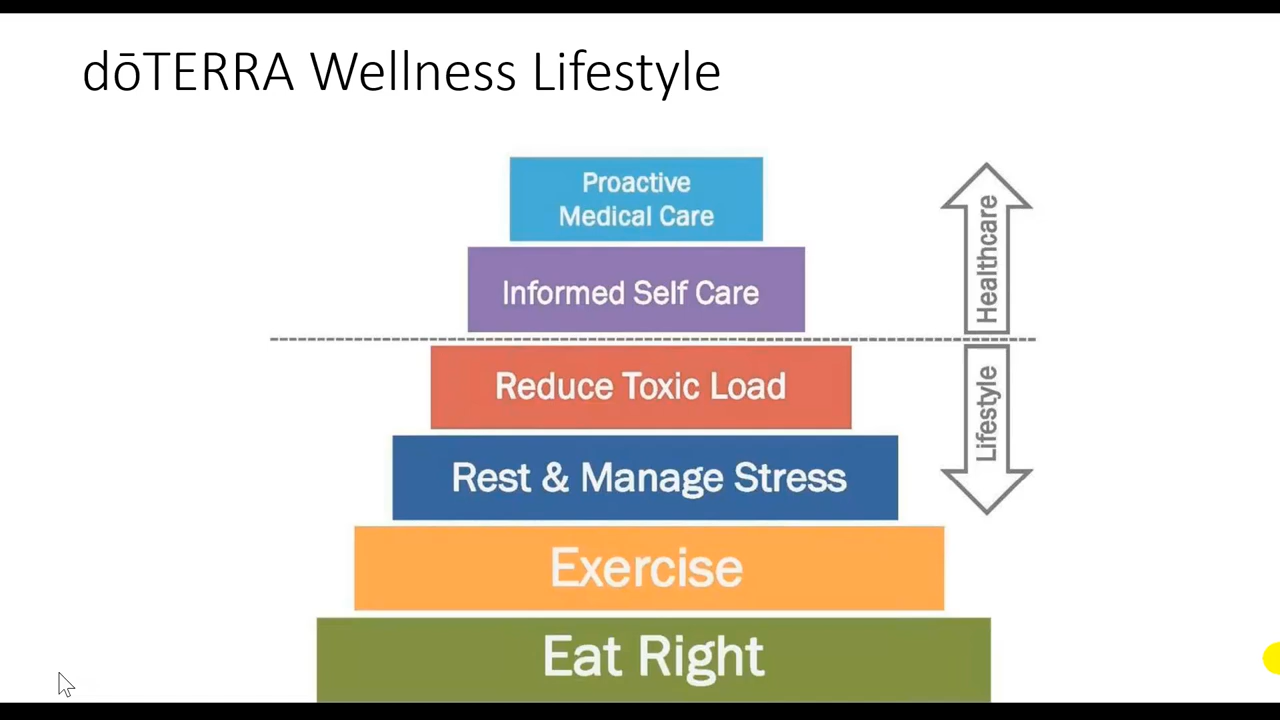 dōTERRA Wellness Lifestyle
Proactive
Medical Care
Informed Self Care
Healthcare
Reduce Toxic Load
Lifestyle
Rest & Manage Stress
Exercise
Eat Right